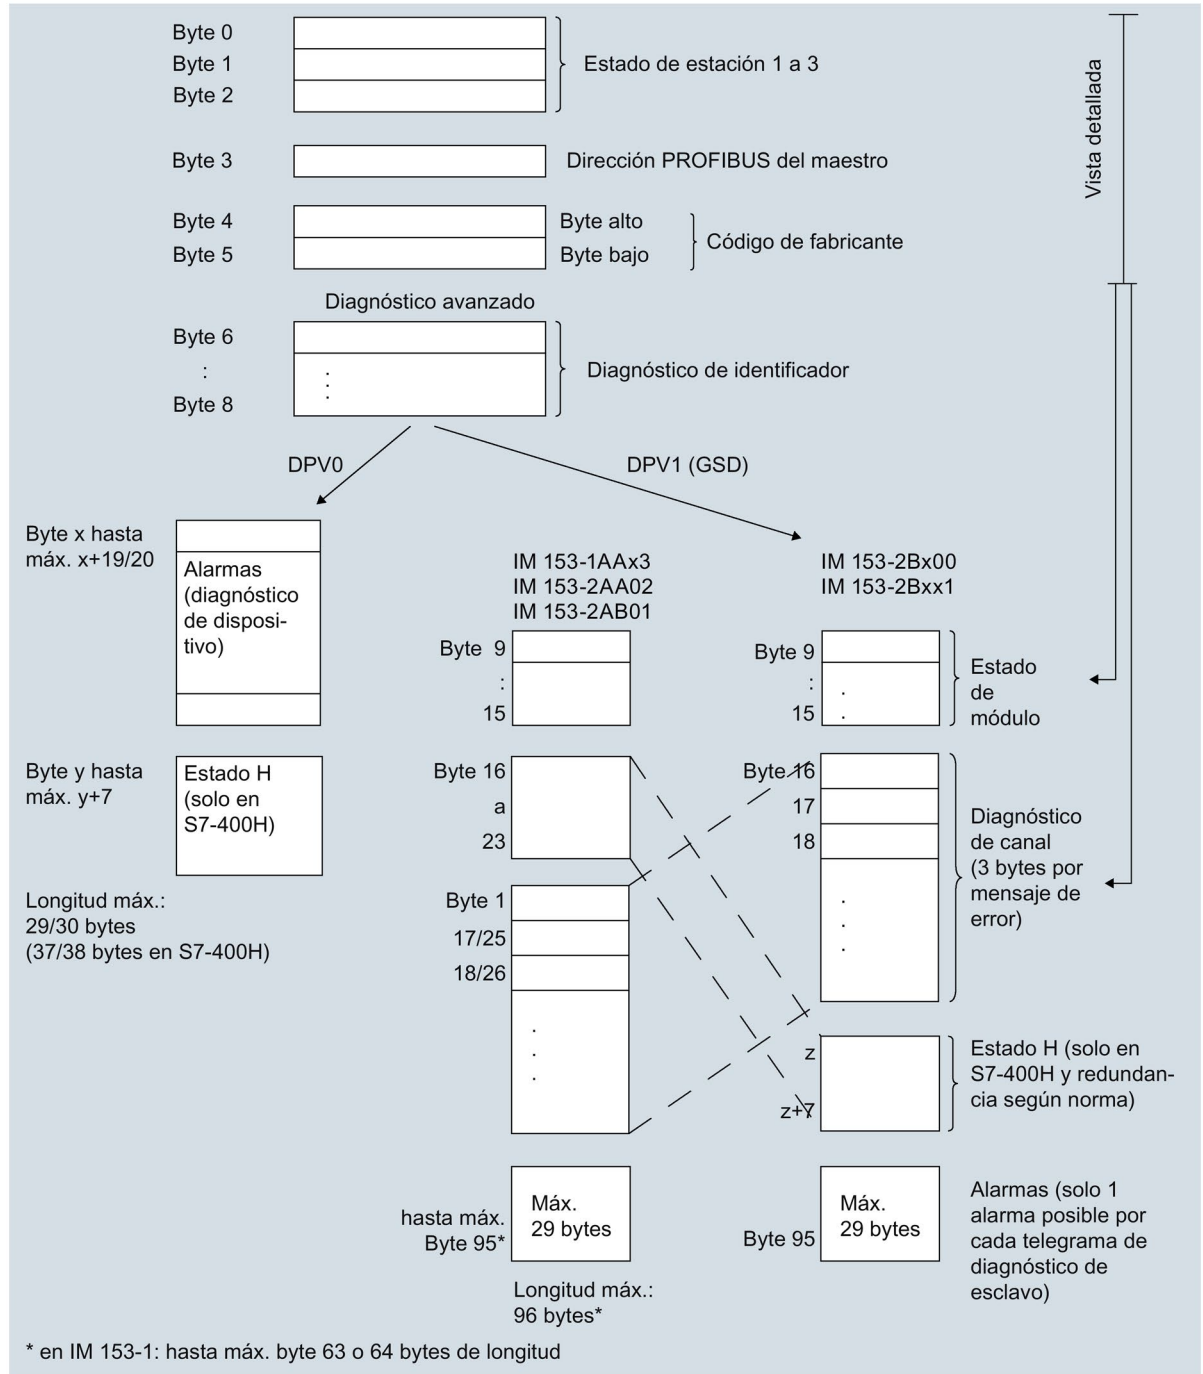 Byte 0
Byte 1
Byte 2
Estado de estación 1 a 3
Vista detallada
Byte 3
Dirección PROFIBUS del maestro
Byte 4
Byte alto
Byte 5
Byte bajo
Código de fabricante
Diagnóstico avanzado
Byte 6
:
Byte 8
Diagnóstico de identificador
DPV0
DPV1 (GSD)
Byte x hasta
máx. x+19/20
Alarmas
(diagnóstico
de disposi-
tivo)
Byte y hasta
máx. y+7
Estado H
(solo en
S7-400H)
Longitud máx.:
29/30 bytes
(37/38 bytes en S7-400H)
IM 153-1AAx3
IM 153-2AA02
IM 153-2AB01
Byte 9
:
15
Byte 16
a
23
Byte 1
17/25
18/26
hasta máx.
Byte 95*
Máx.
29 bytes
Longitud máx.:
96 bytes*
IM 153-2Bx00
IM 153-2Bxx1
Byte 9
:
15
Estado
de
módulo
Byte 16
17
18
Diagnóstico
de canal
(3 bytes por
mensaje de
error)
z
z+7
Estado H (solo en
S7-400H y redundan-
cia según norma)
Byte 95
Máx.
29 bytes
Alarmas (solo 1
alarma posible por
cada telegrama de
diagnóstico de
esclavo)
* en IM 153-1: hasta máx. byte 63 o 64 bytes de longitud